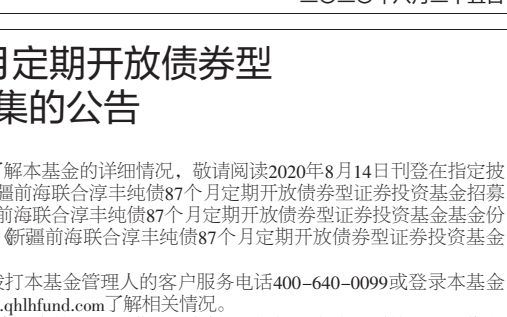 月定期开放债券型
集的公告
了解本基金的详细情况，敬请阅读2020年8月14日刊登在指定披
疆前海联合淳丰纯债87个月定期开放债券型证券投资基金招募
前海联合淳丰纯债87个月定期开放债券型证券投资基金基金份
《新疆前海联合淳丰纯债87个月定期开放债券型证券投资基金
拨打本基金管理人的客户服务电话400-640-0099或登录本基金
.qhlhfund.com了解相关情况。